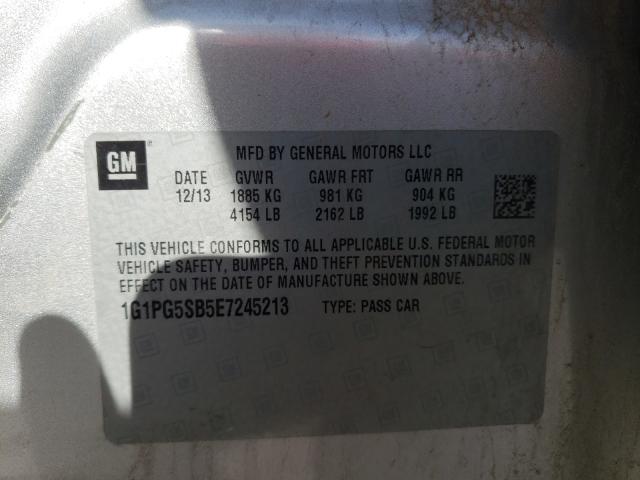 GM
MFD BY GENERAL MOTORS LLC
DATE GVWR GAWR FRT GAWR RR
12/13 1885 KG 981 KG 904 KG
4154 LB 2162 LB 1992 LB
THIS VEHICLE CONFORMS TO ALL APPLICABLE U.S. FEDERAL MOTOR
VEHICLE SAFETY, BUMPER, AND THEFT PREVENTION STANDARDS IN
EFFECT ON THE DATE OF MANUFACTURE SHOWN ABOVE.
1G1PG5SB5E7245213 TYPE: PASS CAR